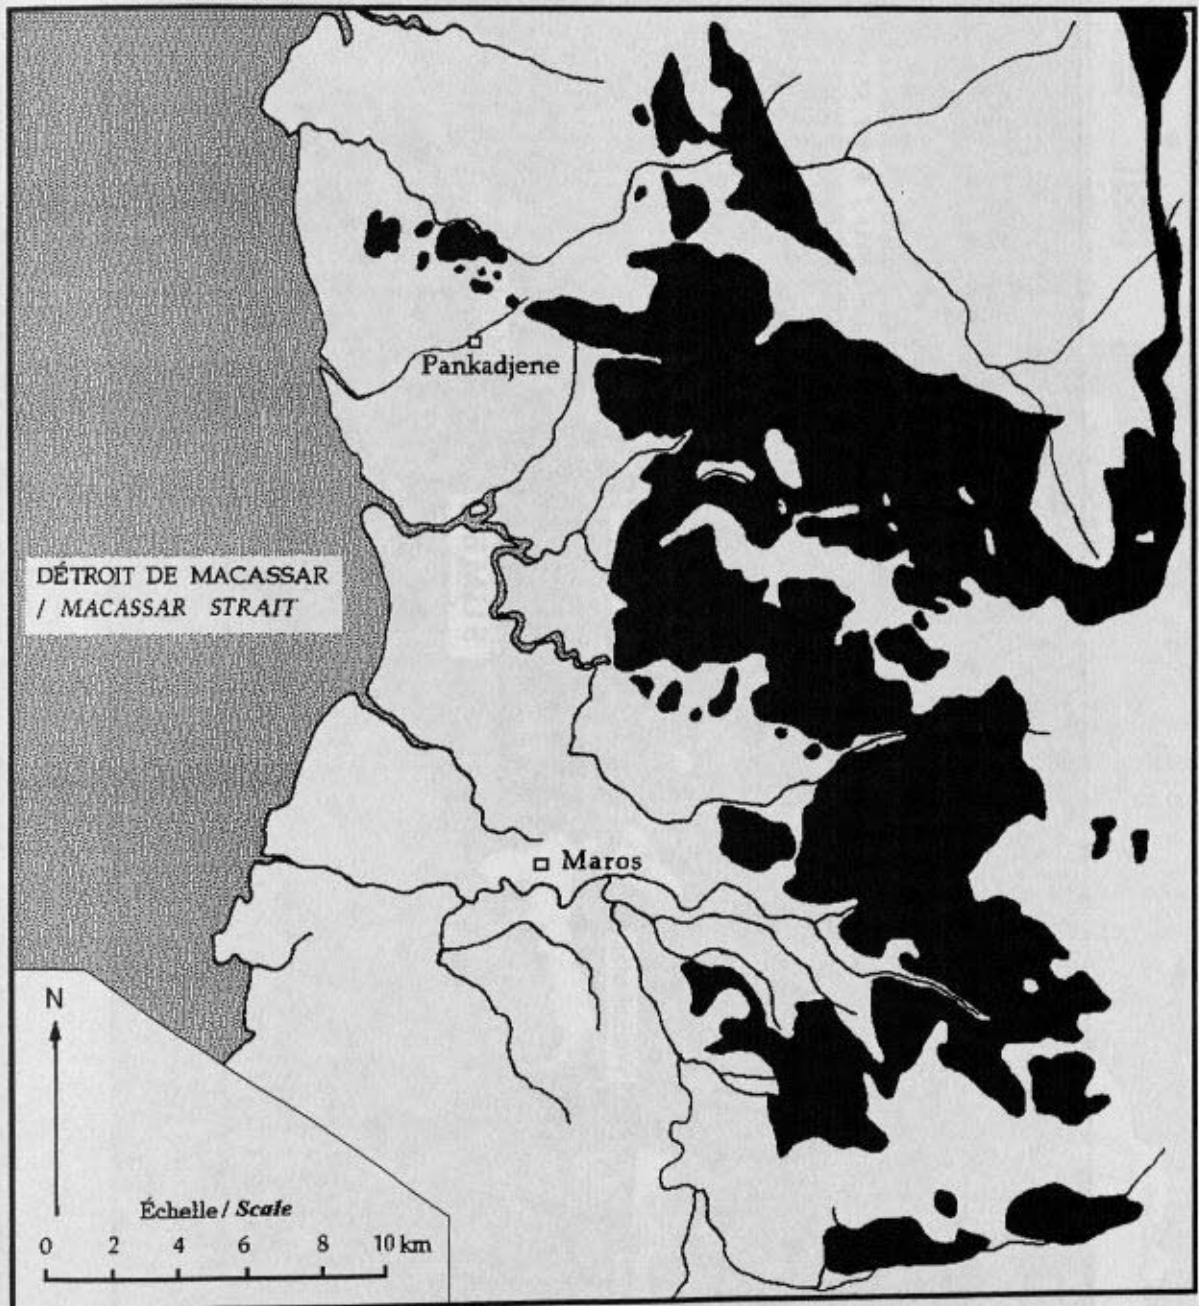 Pankadjene
DÉTROIT DE MACASSAR
/ MACASSAR STRAIT
Maros
N
Échelle / Scale
0 2 4 6 8 10 km